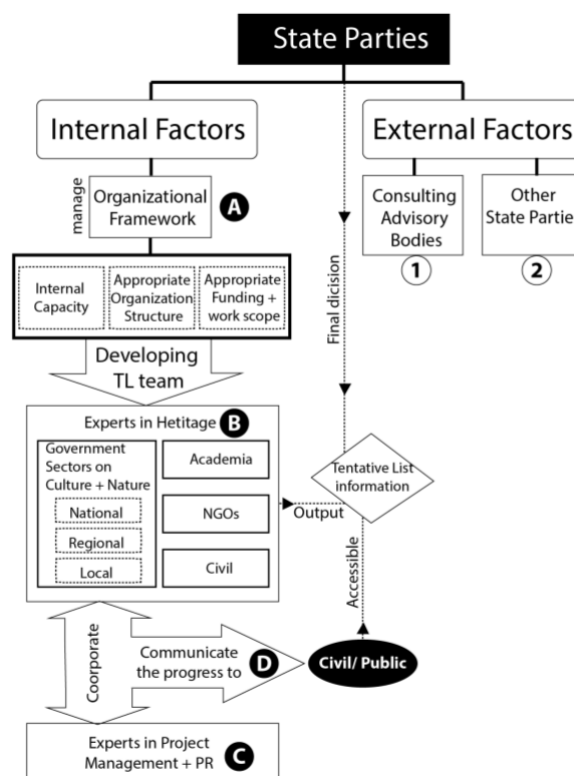 State Parties
Internal Factors
External Factors
manage
Organizational
Framework
A
Consulting
Advisory
Bodies
1
Other
State Partie
2
Internal
Capacity
Appropriate
Organization
Structure
Appropriate
Funding +
work scope
Final dicision
Developing
TL team
Experts in Hetitage
B
Government
Sectors on
Culture + Nature
National
Regional
Local
Academia
NGOs
Civil
Output
Tentative List
information
Accessible
Coorporate
Communicate
the progress to
D
Civil/ Public
Experts in Project
Management + PR
C